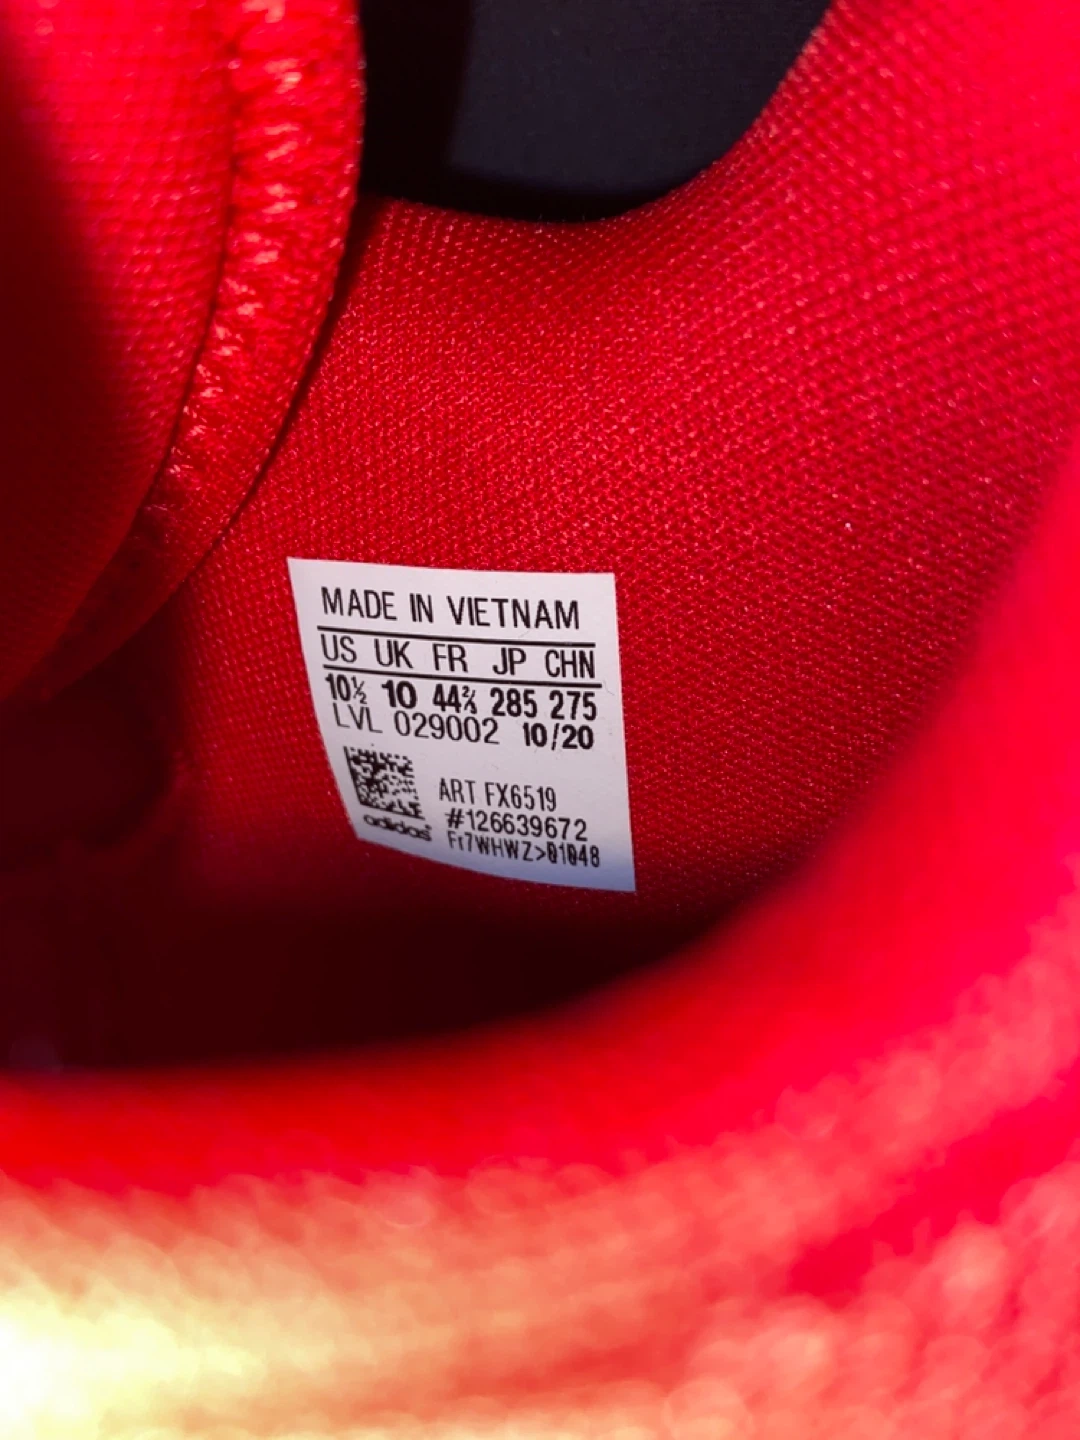 MADE IN VIETNAM
US UK FR JP CHN
10½ 10 44⅔ 285 275
LVL 029002 10/20
ART FX6519
#126639672
adidas
Fr7WHWZ>01048